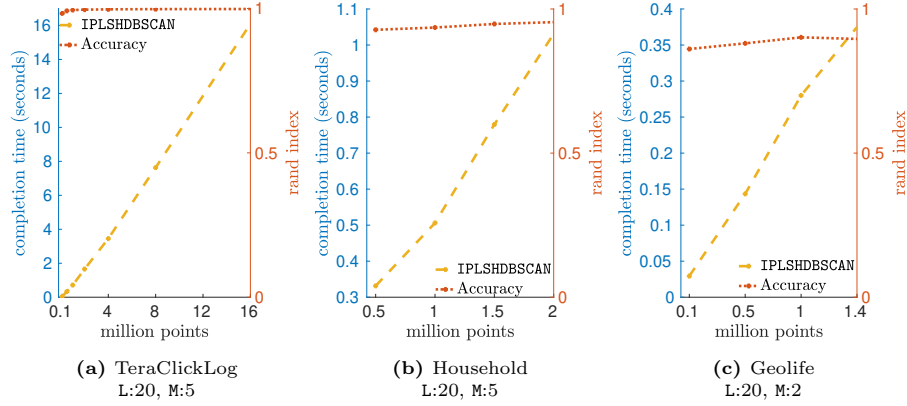 16
14
12
10
8
6
4
2
0
completion time (seconds)
IPLSHDBSCAN
Accuracy
1
0.5
0
rand index
0.1 4 8 12 16
million points
(a) TeraClickLog
L:20, M:5
1.1
1
0.9
0.8
0.7
0.6
0.5
0.4
0.3
completion time (seconds)
IPLSHDBSCAN
Accuracy
1
0.5
0
rand index
0.5 1 1.5 2
million points
(b) Household
L:20, M:5
0.4
0.35
0.3
0.25
0.2
0.15
0.1
0.05
0
completion time (seconds)
IPLSHDBSCAN
Accuracy
1
0.5
0
rand index
0.1 0.5 1 1.4
million points
(c) Geolife
L:20, M:2